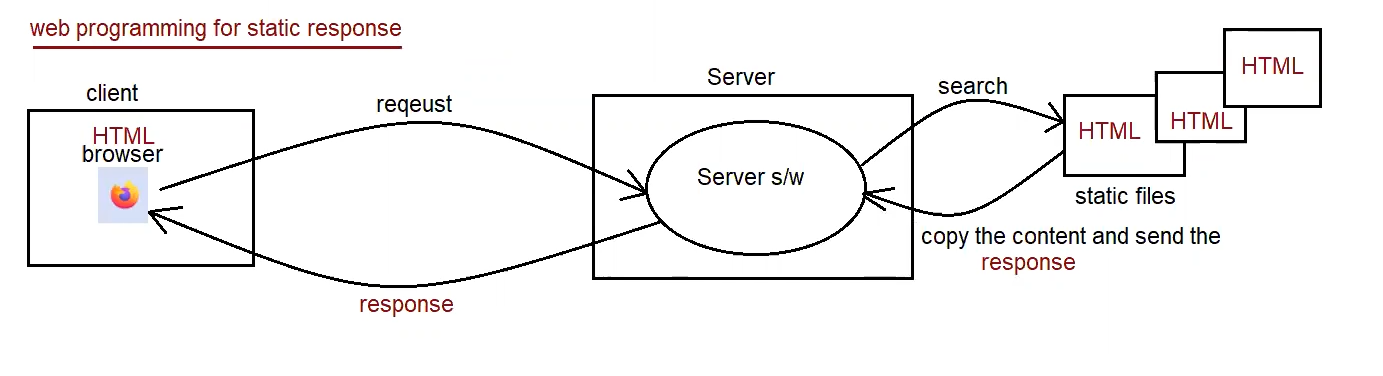 web programming for static response
client
HTML
browser
reqeust
response
Server
Server s/w
search
HTML
HTML
HTML
static files
copy the content and send the
response